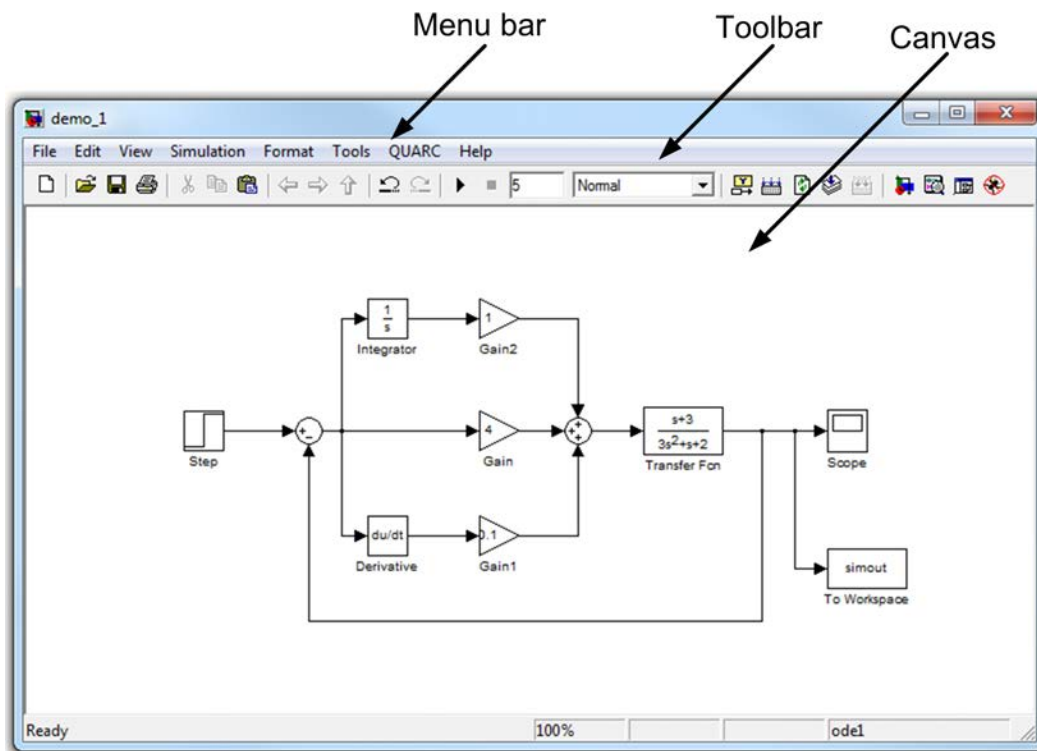 Menu bar
Toolbar
Canvas
demo_1
File Edit View Simulation Format Tools QUARC Help
5 Normal
1
s
Integrator
1
Gain2
Step
+
-
4
Gain
+
+
+
s+3
3s²+s+2
Transfer Fcn
Scope
du/dt
Derivative
0.1
Gain1
simout
To Workspace
Ready 100% ode1